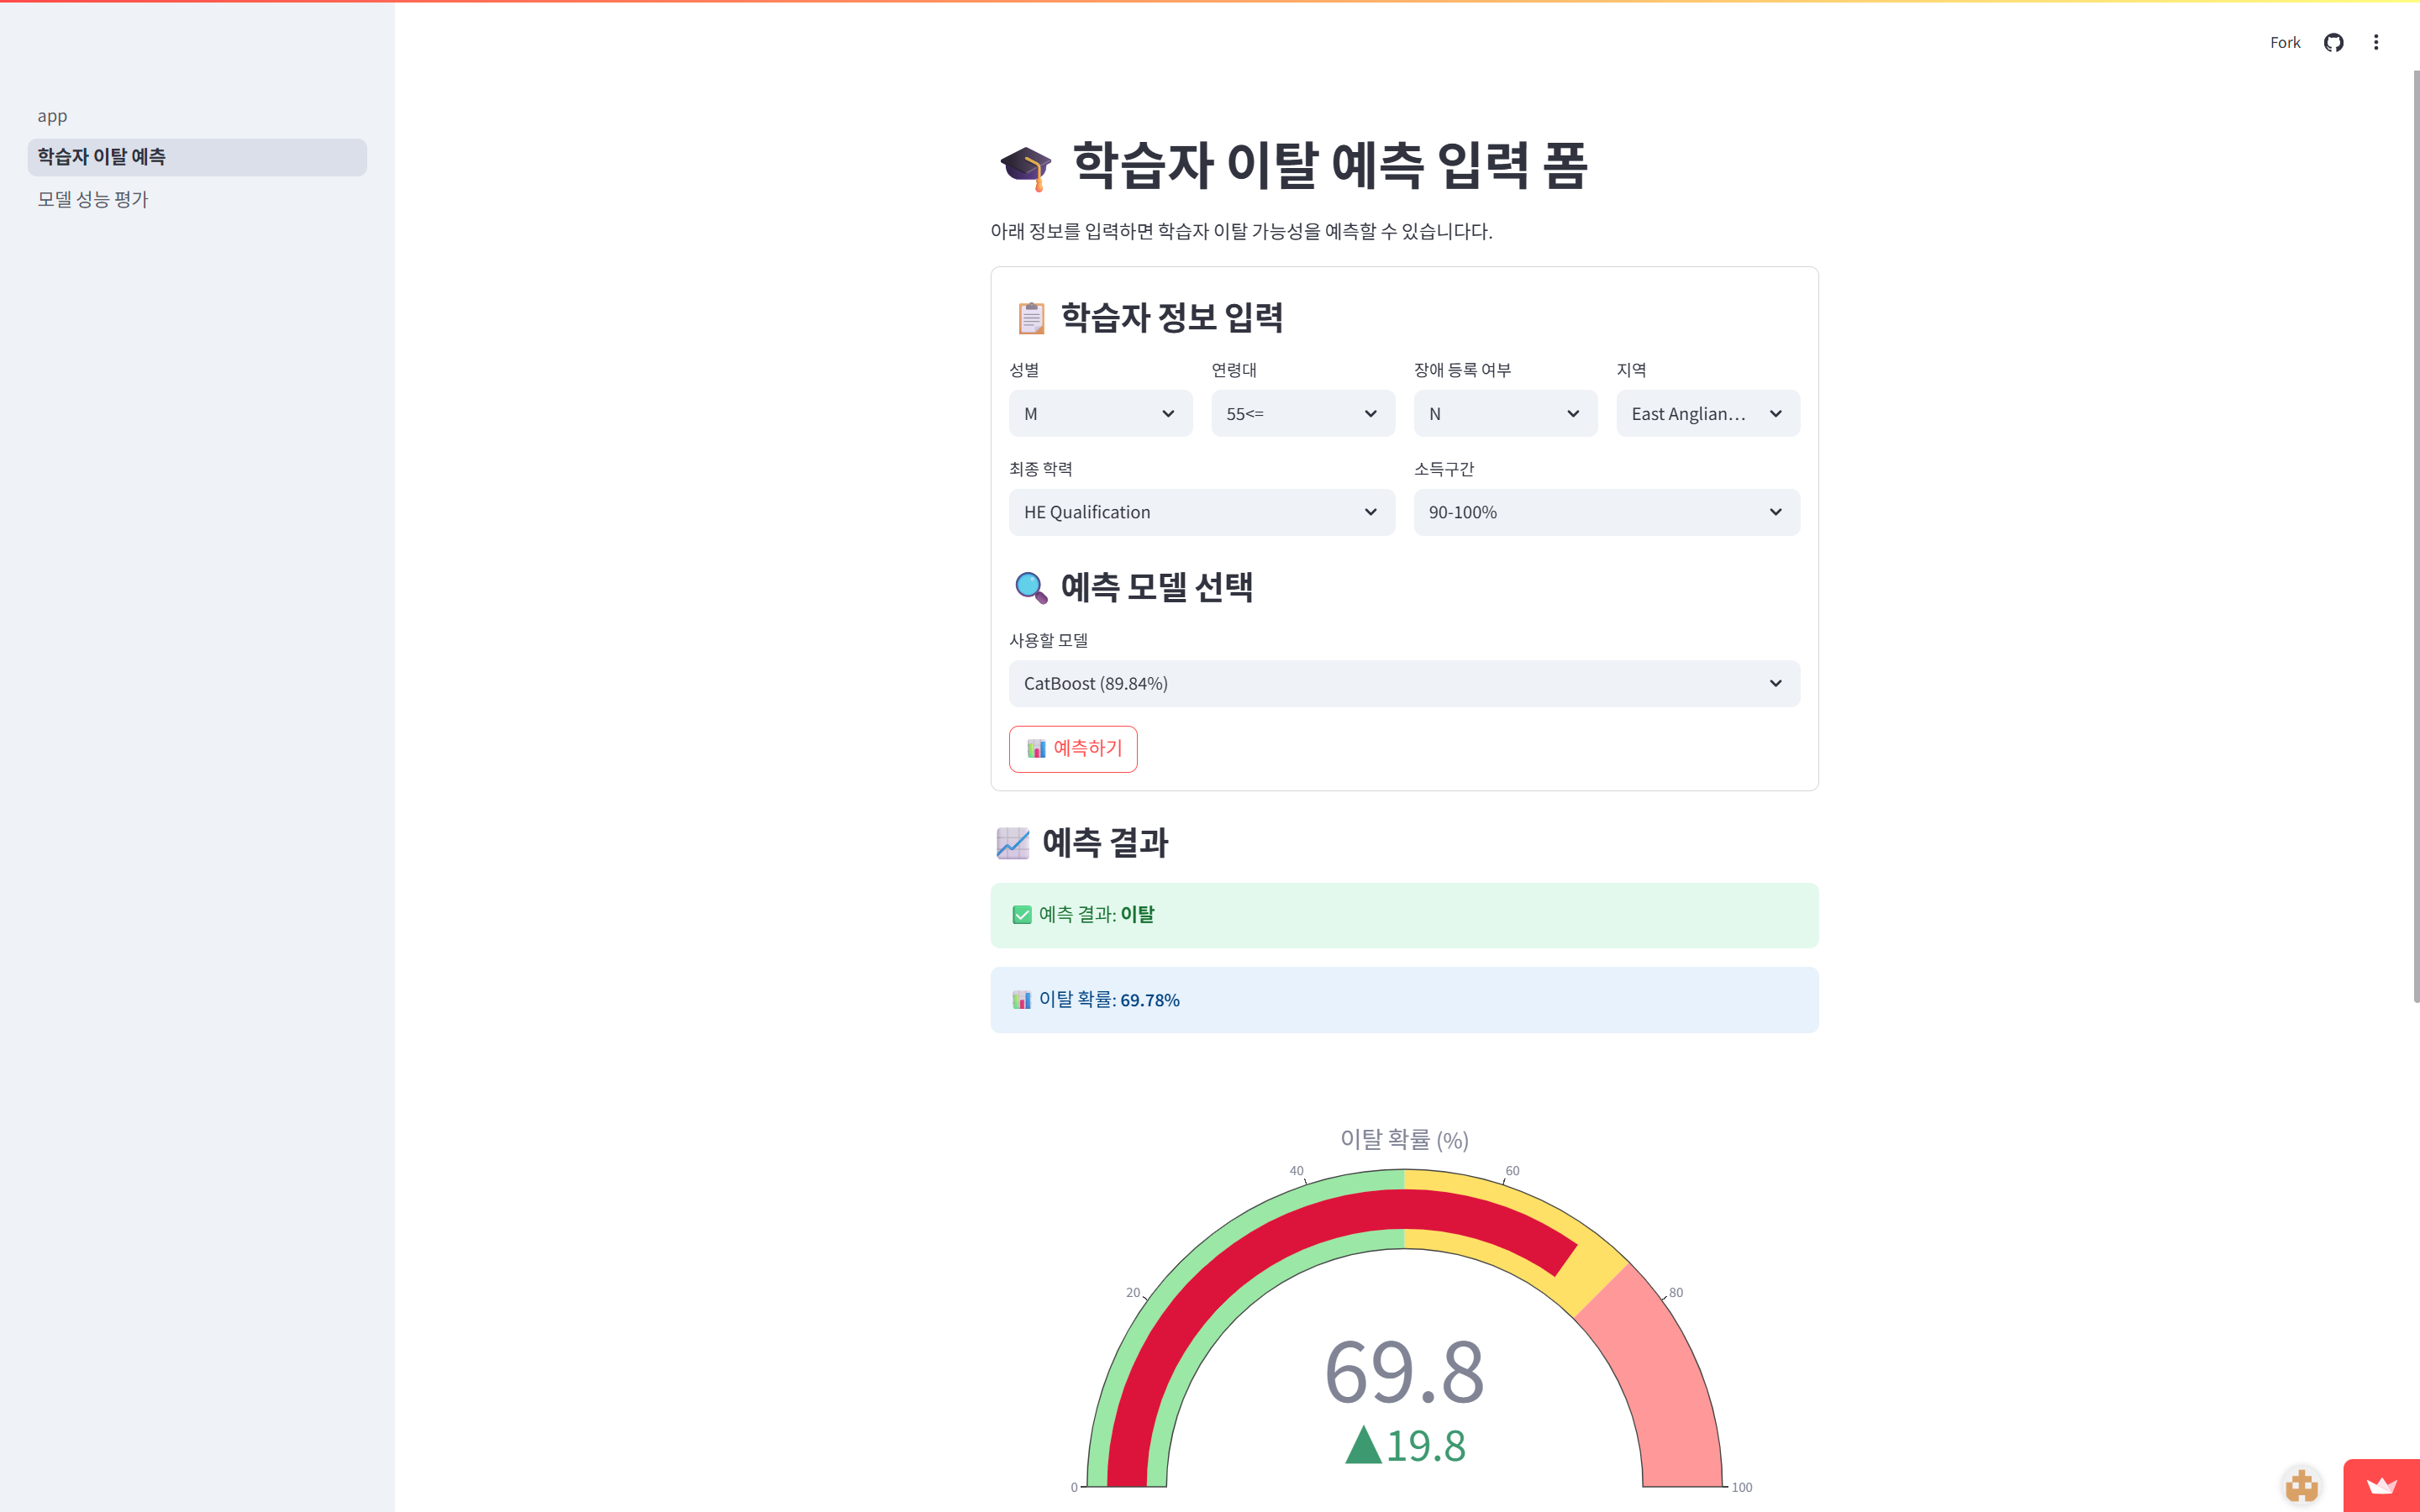 Fork
app
학습자 이탈 예측
모델 성능 평가
학습자 이탈 예측 입력 폼
아래 정보를 입력하면 학습자 이탈 가능성을 예측할 수 있습니다다.
학습자 정보 입력
성별 연령대 장애 등록 여부 지역
M 55<= N East Anglian...
최종 학력 소득구간
HE Qualification 90-100%
예측 모델 선택
사용할 모델
CatBoost (89.84%)
예측하기
예측 결과
예측 결과: 이탈
이탈 확률: 69.78%
이탈 확률 (%)
40 60
20 80
69.8
▲19.8
0 100